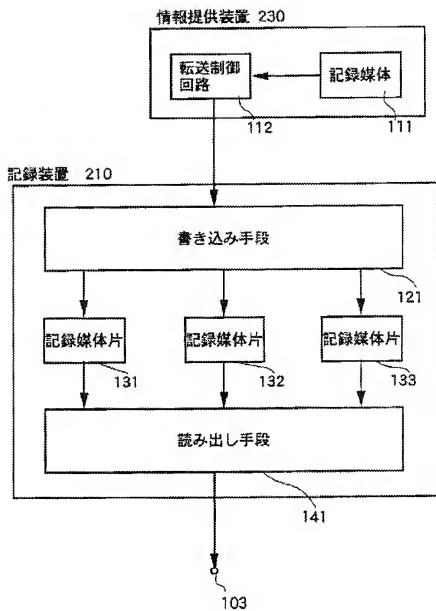 情報提供装置 230
転送制御
回路
記録媒体
112
111
記録装置 210
書き込み手段
121
記録媒体片
記録媒体片
記録媒体片
131
132
133
読み出し手段
141
103